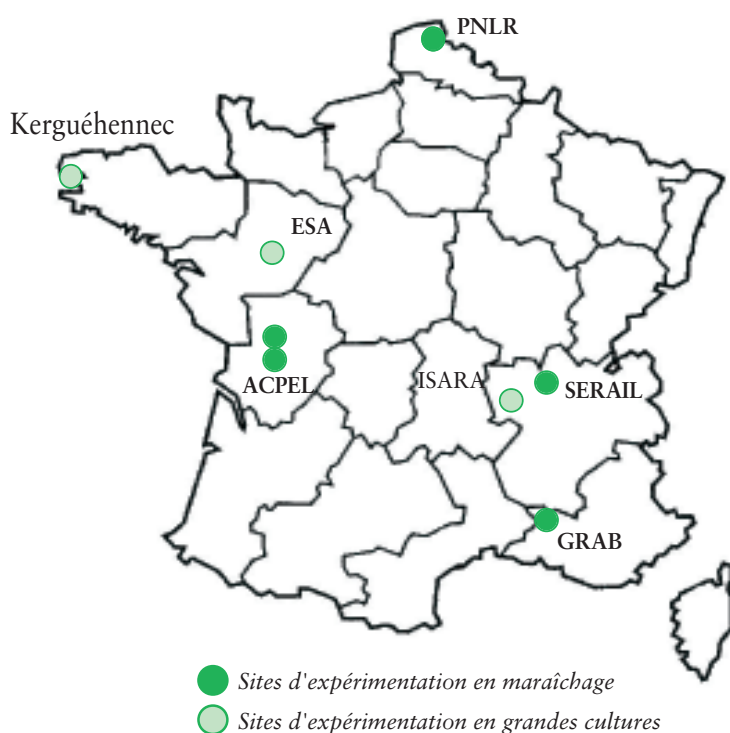 PNLR
Kerguéhennec
ESA
ACPEL
ISARA
SERAIL
GRAB
Sites d'expérimentation en maraîchage
Sites d'expérimentation en grandes cultures